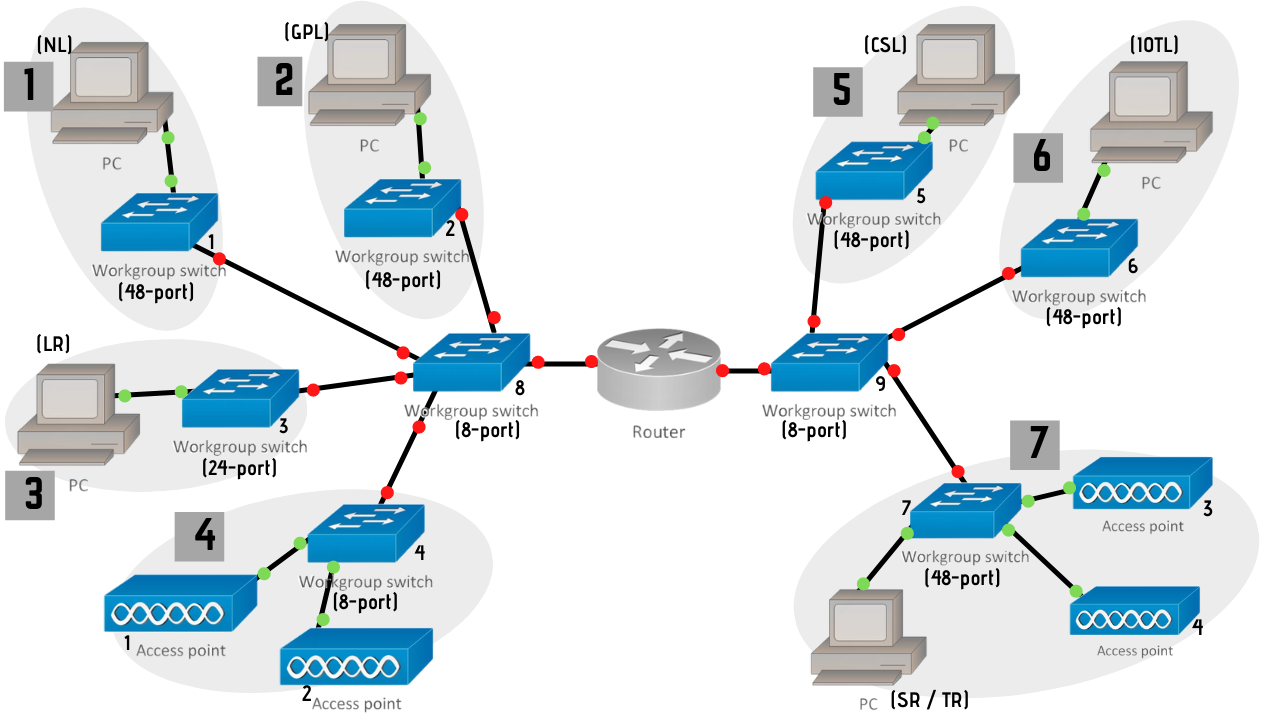 (NL)
1
PC
1
Workgroup switch
(48-port)
(GPL)
2
PC
2
Workgroup switch
(48-port)
(LR)
3
PC
3
Workgroup switch
(24-port)
4
4
Workgroup switch
(8-port)
1
Access point
2
Access point
8
Workgroup switch
(8-port)
Router
9
Workgroup switch
(8-port)
(CSL)
5
PC
5
Workgroup switch
(48-port)
(IOTL)
6
PC
6
Workgroup switch
(48-port)
7
7
Workgroup switch
(48-port)
3
Access point
4
Access point
PC (SR / TR)